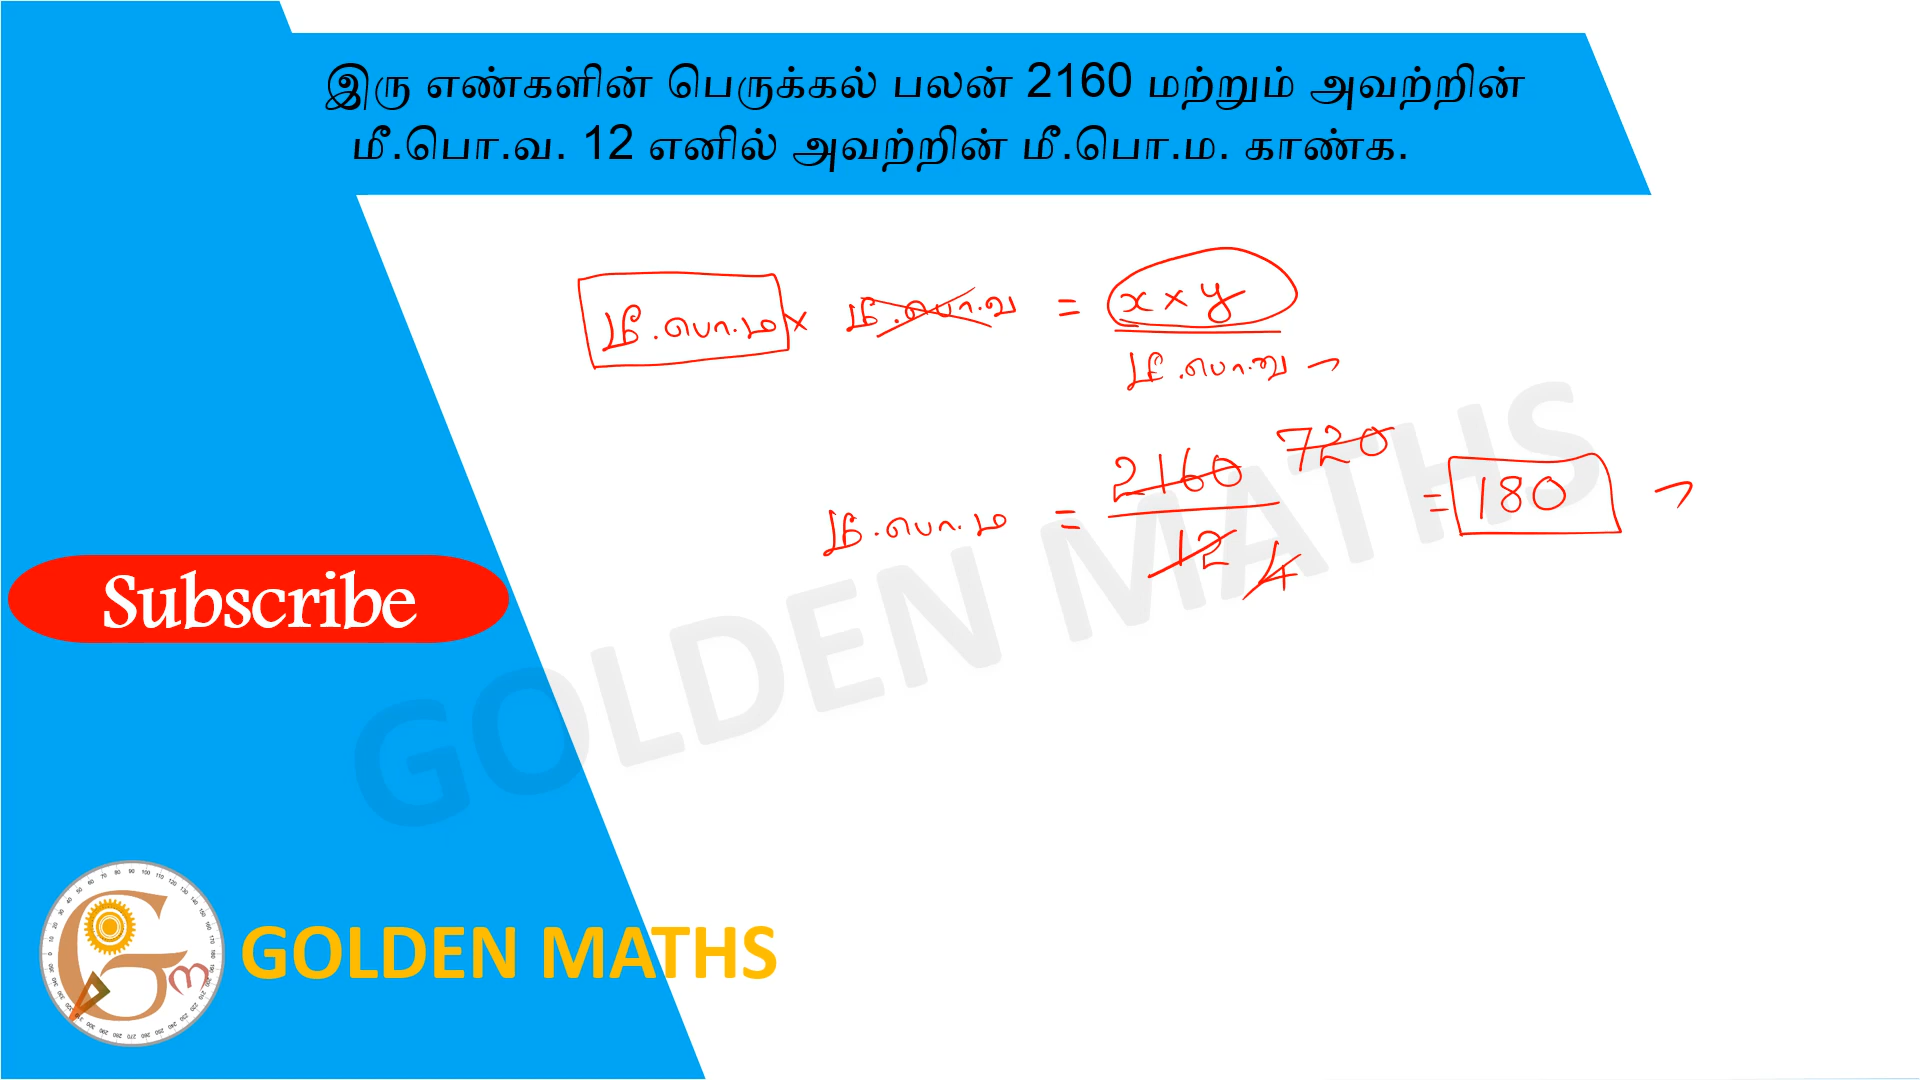 இரு எண்களின் பெருக்கல் பலன் 2160 மற்றும் அவற்றின்
மீ.பொ.வ. 12 எனில் அவற்றின் மீ.பொ.ம. காண்க.
மீ.பொ.ம × மீ.பொ.வ = x × y
மீ.பொ.வ
720
மீ.பொ.ம = 2160 = 180
12 4
Subscribe
GOLDEN MATHS
GOLDEN MATHS